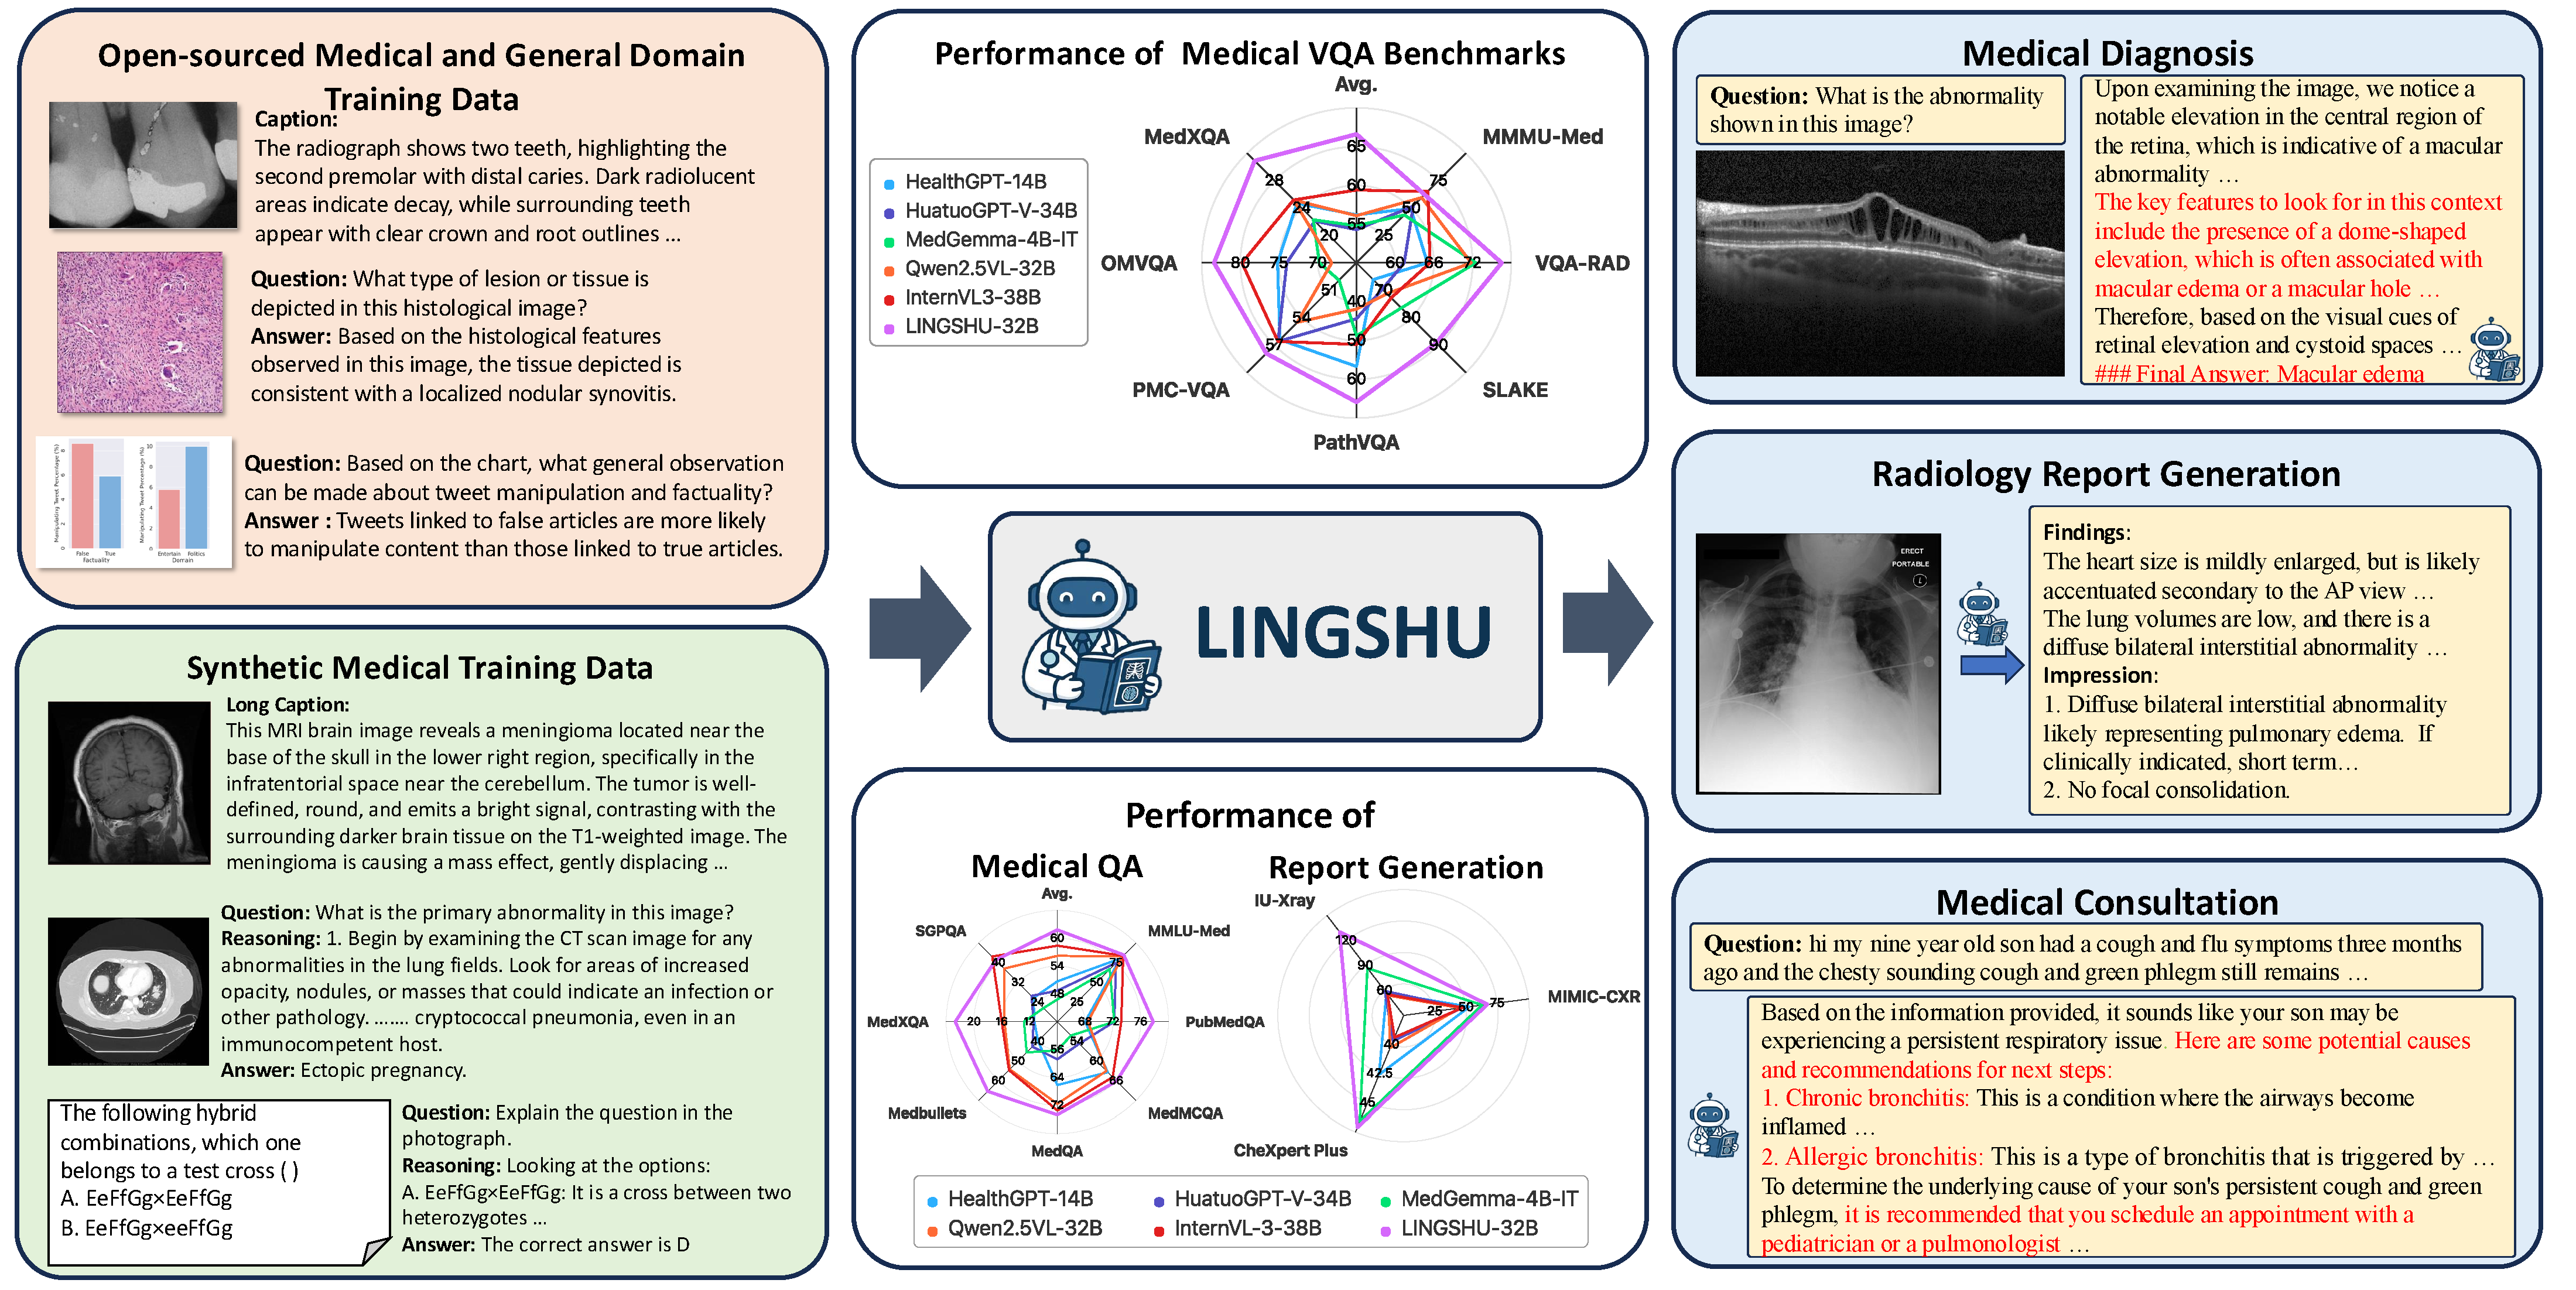 Open-sourced Medical and General Domain
Training Data
Caption:
The radiograph shows two teeth, highlighting the
second premolar with distal caries. Dark radiolucent
areas indicate decay, while surrounding teeth
appear with clear crown and root outlines ...
Question: What type of lesion or tissue is
depicted in this histological image?
Answer: Based on the histological features
observed in this image, the tissue depicted is
consistent with a localized nodular synovitis.
Manipulating Tweet Percentage (%)
8
6
4
2
0
False True
Factuality
Manipulating Tweet Percentage (%)
10
8
6
4
2
0
Entertain Politics
Domain
Question: Based on the chart, what general observation
can be made about tweet manipulation and factuality?
Answer : Tweets linked to false articles are more likely
to manipulate content than those linked to true articles.
Synthetic Medical Training Data
Long Caption:
This MRI brain image reveals a meningioma located near the
base of the skull in the lower right region, specifically in the
infratentorial space near the cerebellum. The tumor is well-
defined, round, and emits a bright signal, contrasting with the
surrounding darker brain tissue on the T1-weighted image. The
meningioma is causing a mass effect, gently displacing ...
Question: What is the primary abnormality in this image?
Reasoning: 1. Begin by examining the CT scan image for any
abnormalities in the lung fields. Look for areas of increased
opacity, nodules, or masses that could indicate an infection or
other pathology. ....... cryptococcal pneumonia, even in an
immunocompetent host.
Answer: Ectopic pregnancy.
The following hybrid
combinations, which one
belongs to a test cross ( )
A. EeFfGg×EeFfGg
B. EeFfGg×eeFfGg
Question: Explain the question in the
photograph.
Reasoning: Looking at the options:
A. EeFfGg×EeFfGg: It is a cross between two
heterozygotes ...
Answer: The correct answer is D
Performance of Medical VQA Benchmarks
HealthGPT-14B
HuatuoGPT-V-34B
MedGemma-4B-IT
Qwen2.5VL-32B
InternVL3-38B
LINGSHU-32B
Avg.
MedXQA
MMMU-Med
OMVQA
VQA-RAD
PMC-VQA
SLAKE
PathVQA
65
60
55
28
24
20
75
50
25
80
75
70
60
66
72
51
54
57
70
80
90
40
50
60
LINGSHU
Performance of
Medical QA
Avg.
SGPQA
MMLU-Med
MedXQA
PubMedQA
Medbullets
MedMCQA
MedQA
60
54
48
40
32
24
75
50
25
20
16
12
68
72
76
40
50
60
54
60
66
56
64
72
Report Generation
IU-Xray
MIMIC-CXR
CheXpert Plus
120
90
60
25
50
75
40
42.5
45
HealthGPT-14B
HuatuoGPT-V-34B
MedGemma-4B-IT
Qwen2.5VL-32B
InternVL-3-38B
LINGSHU-32B
Medical Diagnosis
Question: What is the abnormality
shown in this image?
Upon examining the image, we notice a
notable elevation in the central region of
the retina, which is indicative of a macular
abnormality ...
The key features to look for in this context
include the presence of a dome-shaped
elevation, which is often associated with
macular edema or a macular hole ...
Therefore, based on the visual cues of
retinal elevation and cystoid spaces ...
### Final Answer: Macular edema
Radiology Report Generation
ERECT
PORTABLE
L
Findings:
The heart size is mildly enlarged, but is likely
accentuated secondary to the AP view ...
The lung volumes are low, and there is a
diffuse bilateral interstitial abnormality ...
Impression:
1. Diffuse bilateral interstitial abnormality
likely representing pulmonary edema. If
clinically indicated, short term...
2. No focal consolidation.
Medical Consultation
Question: hi my nine year old son had a cough and flu symptoms three months
ago and the chesty sounding cough and green phlegm still remains ...
Based on the information provided, it sounds like your son may be
experiencing a persistent respiratory issue. Here are some potential causes
and recommendations for next steps:
1. Chronic bronchitis: This is a condition where the airways become
inflamed ...
2. Allergic bronchitis: This is a type of bronchitis that is triggered by ...
To determine the underlying cause of your son's persistent cough and green
phlegm, it is recommended that you schedule an appointment with a
pediatrician or a pulmonologist ...